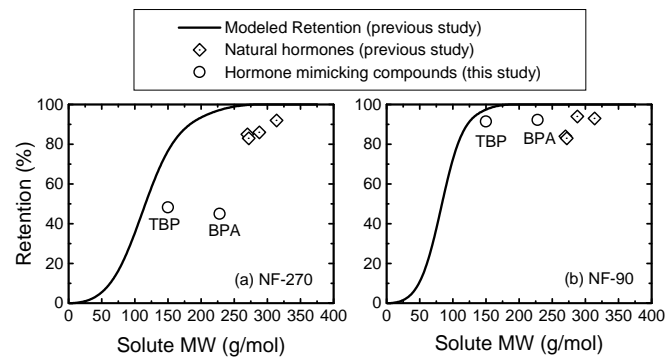 Modeled Retention (previous study)
Natural hormones (previous study)
Hormone mimicking compounds (this study)
Retention (%)
100
80
60
40
20
0
TBP
BPA
(a) NF-270
0 50 100 150 200 250 300 350 400
Solute MW (g/mol)
100
80
60
40
20
0
TBP
BPA
(b) NF-90
0 50 100 150 200 250 300 350 400
Solute MW (g/mol)